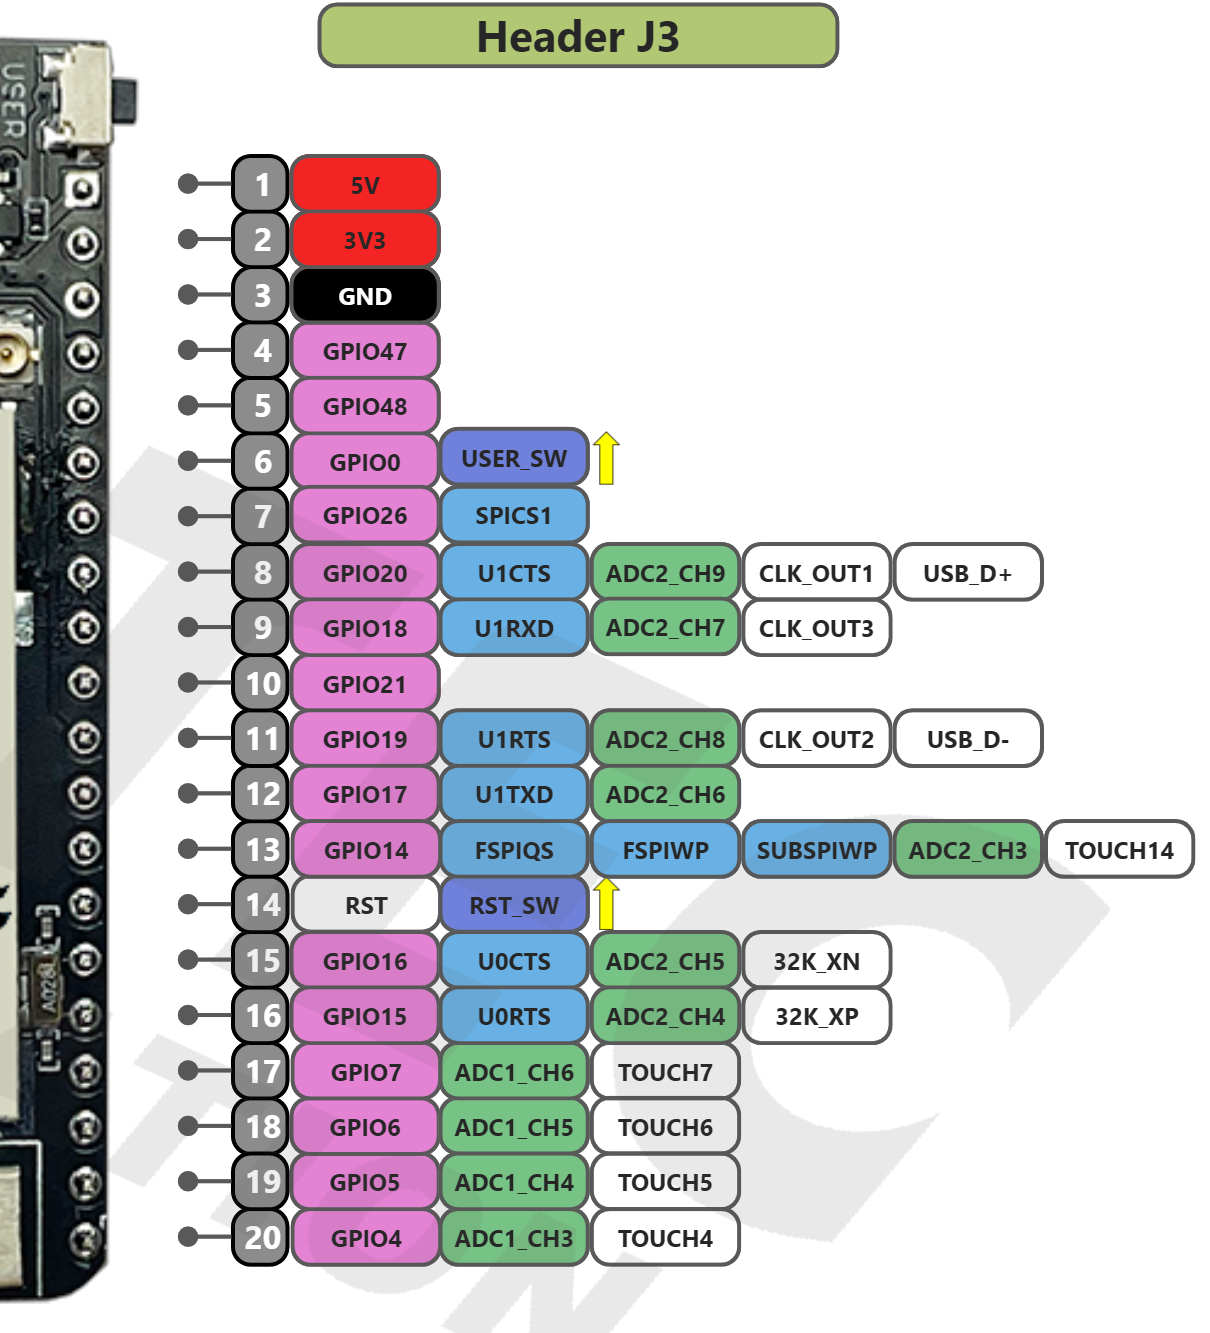 Header J3
USER
1 5V
2 3V3
3 GND
4 GPIO47
5 GPIO48
6 GPIO0 USER_SW
7 GPIO26 SPICS1
8 GPIO20 U1CTS ADC2_CH9 CLK_OUT1 USB_D+
9 GPIO18 U1RXD ADC2_CH7 CLK_OUT3
10 GPIO21
11 GPIO19 U1RTS ADC2_CH8 CLK_OUT2 USB_D-
12 GPIO17 U1TXD ADC2_CH6
13 GPIO14 FSPIQS FSPIWP SUBSPIWP ADC2_CH3 TOUCH14
14 RST RST_SW
15 GPIO16 U0CTS ADC2_CH5 32K_XN
16 GPIO15 U0RTS ADC2_CH4 32K_XP
17 GPIO7 ADC1_CH6 TOUCH7
18 GPIO6 ADC1_CH5 TOUCH6
19 GPIO5 ADC1_CH4 TOUCH5
20 GPIO4 ADC1_CH3 TOUCH4
A028L